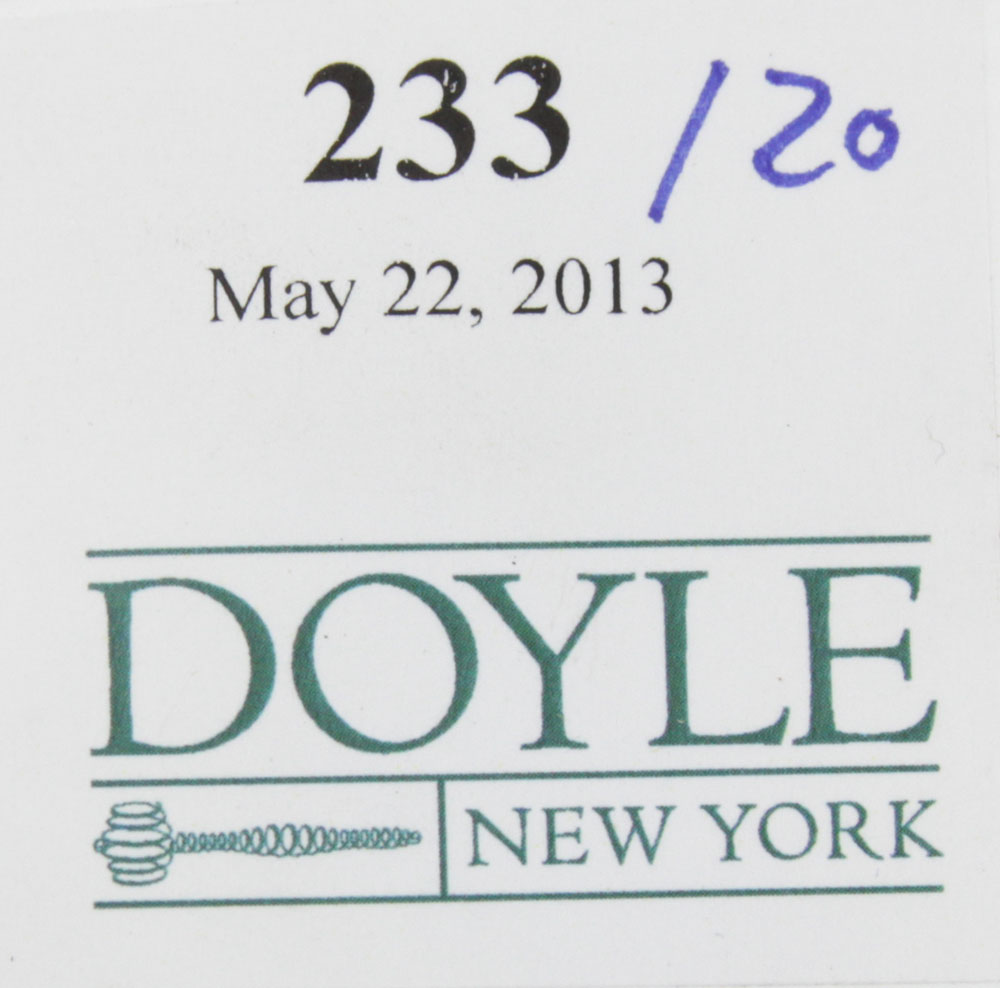 233 /20
May 22, 2013
DOYLE
NEW YORK